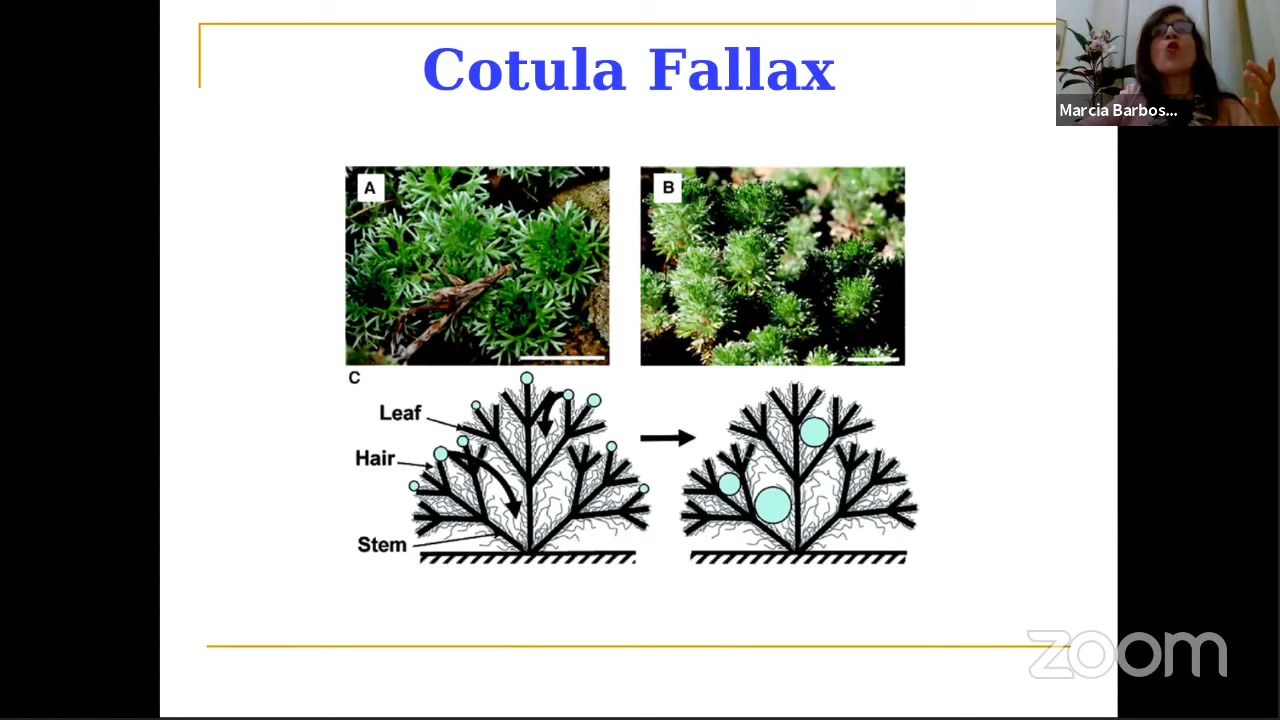 Cotula Fallax
Marcia Barbos...
A
B
C
Leaf
Hair
Stem
zoom